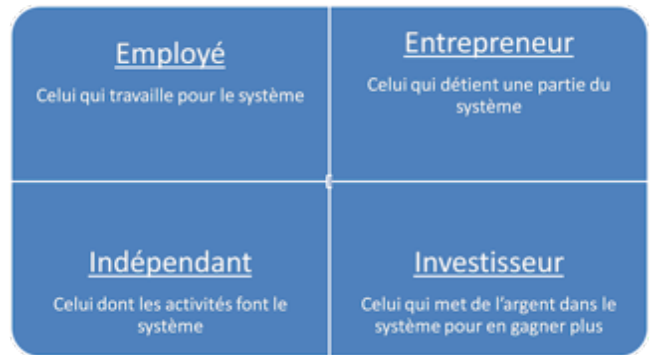 Employé
Celui qui travaille pour le système
Entrepreneur
Celui qui détient une partie du
système
Indépendant
Celui dont les activités font le
système
Investisseur
Celui qui met de l'argent dans le
système pour en gagner plus